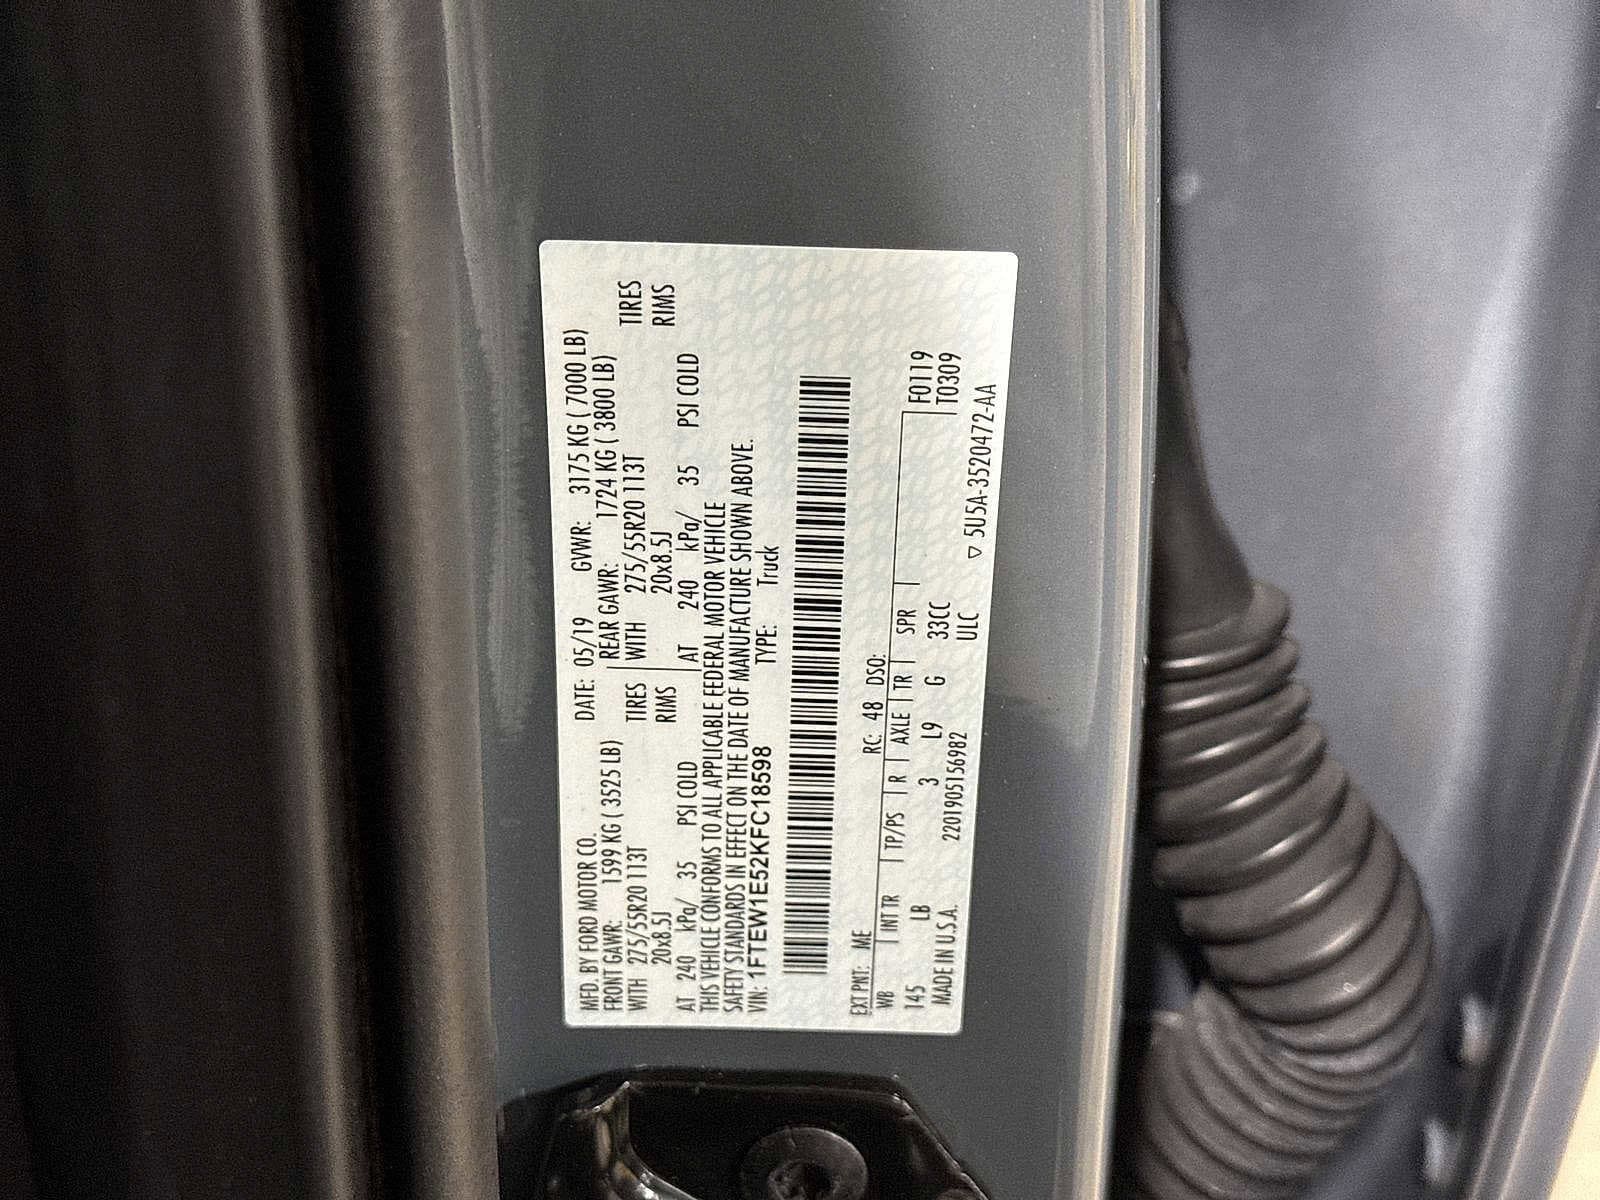 MFD. BY FORD MOTOR CO. DATE: 05/19 GVWR: 3175 KG ( 7000 LB)
FRONT GAWR: 1599 KG ( 3525 LB) REAR GAWR: 1724 KG ( 3800 LB)
WITH 275/55R20 113T TIRES WITH 275/55R20 113T TIRES
20x8.5J RIMS 20x8.5J RIMS
AT 240 kPa/ 35 PSI COLD AT 240 kPa/ 35 PSI COLD
THIS VEHICLE CONFORMS TO ALL APPLICABLE FEDERAL MOTOR VEHICLE
SAFETY STANDARDS IN EFFECT ON THE DATE OF MANUFACTURE SHOWN ABOVE.
VIN: 1FTEW1E52KFC18598 TYPE: Truck
EXT PNT: ME RC: 48 DSO:
WB INT TR TP/PS R AXLE TR SPR F0119
145 LB 3 L9 G 33CC T0309
MADE IN U.S.A. 2201905156982 ULC
▽ 5U5A-3520472-AA